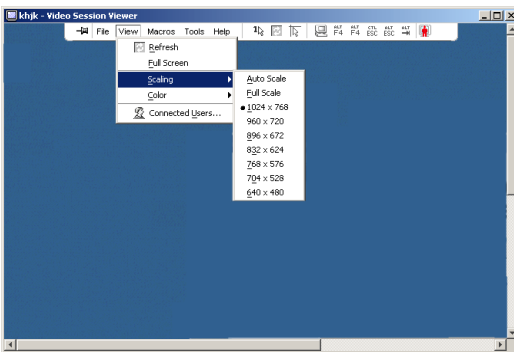 khjk - Video Session Viewer
File View Macros Tools Help
ALT F4 ALT F4 CTL ESC ALT ESC ALT
Refresh
Full Screen
Scaling
Color
Connected Users...
Auto Scale
Full Scale
1024 x 768
960 x 720
896 x 672
832 x 624
768 x 576
704 x 528
640 x 480